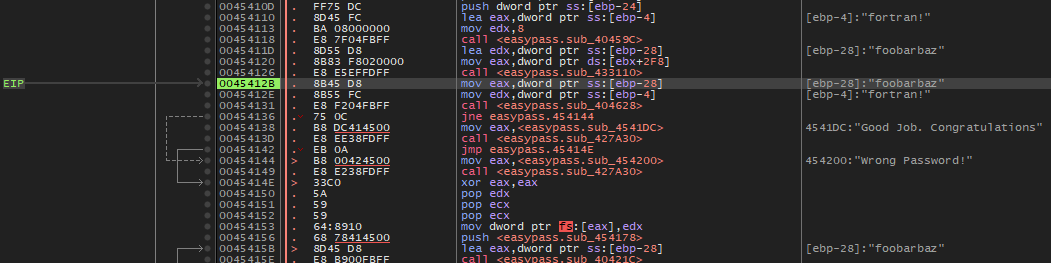 0045410D . FF75 DC push dword ptr ss:[ebp-24]
00454110 . 8D45 FC lea eax,dword ptr ss:[ebp-4] [ebp-4]:"fortran!"
00454113 . BA 08000000 mov edx,8
00454118 . E8 7F04FBFF call <easypass.sub_40459C>
0045411D . 8D55 D8 lea edx,dword ptr ss:[ebp-28] [ebp-28]:"foobarbaz"
00454120 . 8B83 F8020000 mov eax,dword ptr ds:[ebx+2F8]
00454126 . E8 E5EFFDFF call <easypass.sub_433110>
EIP 0045412B . 8B45 D8 mov eax,dword ptr ss:[ebp-28] [ebp-28]:"foobarbaz"
0045412E . 8B55 FC mov edx,dword ptr ss:[ebp-4] [ebp-4]:"fortran!"
00454131 . E8 F204FBFF call <easypass.sub_404628>
00454136 . 75 0C jne easypass.454144
00454138 . B8 DC414500 mov eax,<easypass.sub_4541DC> 4541DC:"Good Job. Congratulations"
0045413D . E8 EE38FDFF call <easypass.sub_427A30>
00454142 . EB 0A jmp easypass.45414E
00454144 > B8 00424500 mov eax,<easypass.sub_454200> 454200:"Wrong Password!"
00454149 . E8 E238FDFF call <easypass.sub_427A30>
0045414E > 33C0 xor eax,eax
00454150 . 5A pop edx
00454151 . 59 pop ecx
00454152 . 59 pop ecx
00454153 . 64:8910 mov dword ptr fs:[eax],edx
00454156 . 68 78414500 push <easypass.sub_454178>
0045415B > 8D45 D8 lea eax,dword ptr ss:[ebp-28] [ebp-28]:"foobarbaz"
0045415E . E8 B900FBFF call <easypass.sub_40421C>